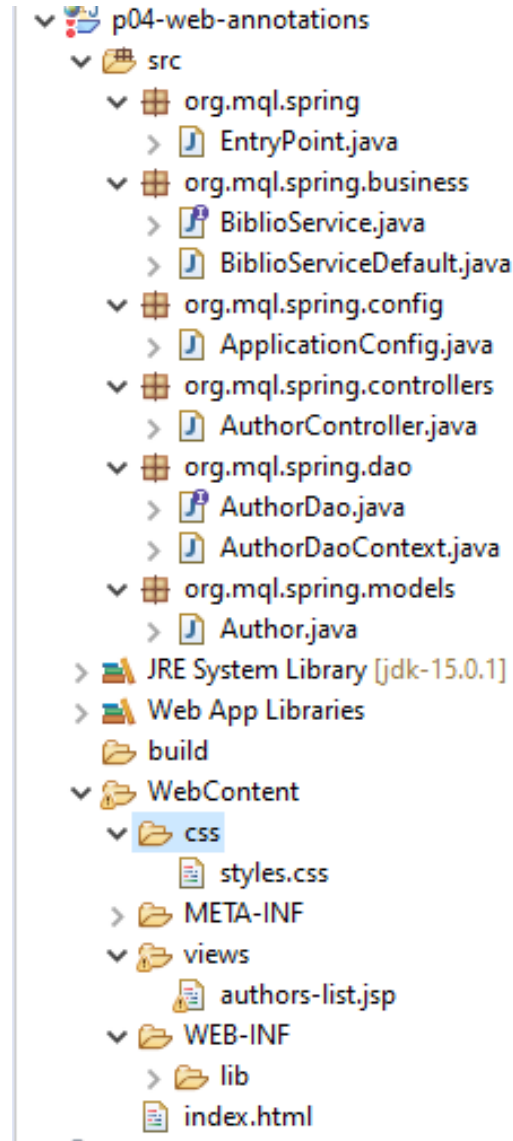 p04-web-annotations
src
org.mql.spring
EntryPoint.java
org.mql.spring.business
BiblioService.java
BiblioServiceDefault.java
org.mql.spring.config
ApplicationConfig.java
org.mql.spring.controllers
AuthorController.java
org.mql.spring.dao
AuthorDao.java
AuthorDaoContext.java
org.mql.spring.models
Author.java
JRE System Library [jdk-15.0.1]
Web App Libraries
build
WebContent
css
styles.css
META-INF
views
authors-list.jsp
WEB-INF
lib
index.html